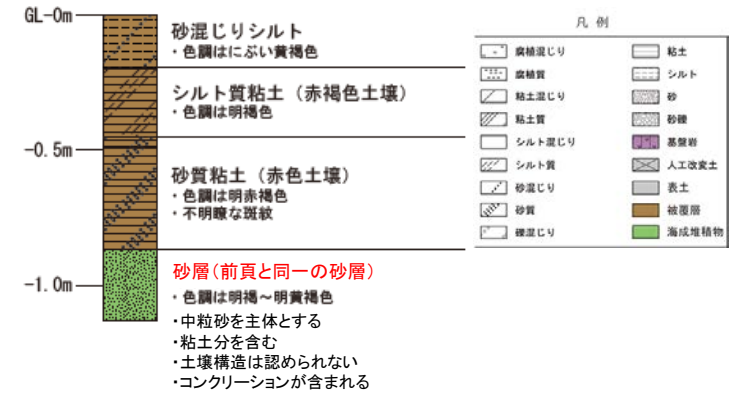 GL-0m
砂混じりシルト
・色調はにぶい黄褐色
シルト質粘土（赤褐色土壌）
・色調は明褐色
-0.5m
砂質粘土（赤色土壌）
・色調は明赤褐色
・不明瞭な斑紋
-1.0m
砂層（前頁と同一の砂層）
・色調は明褐～明黄褐色
・中粒砂を主体とする
・粘土分を含む
・土壌構造は認められない
・コンクリーションが含まれる
凡 例
腐植混じり
腐植質
粘土混じり
粘土質
シルト混じり
シルト質
砂混じり
砂質
礫混じり
粘土
シルト
砂
砂礫
基盤岩
人工改変土
表土
被覆層
海成堆積物